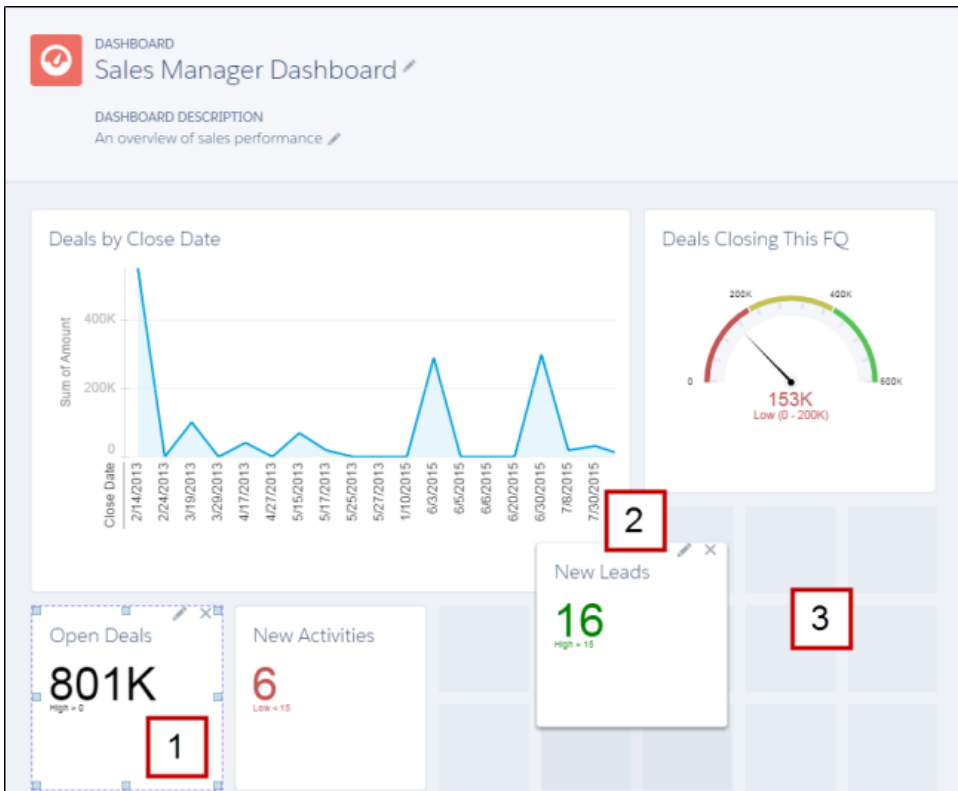 DASHBOARD
Sales Manager Dashboard
DASHBOARD DESCRIPTION
An overview of sales performance
Deals by Close Date
Sum of Amount
400K
200K
0
Close Date
2/14/2013
2/24/2013
3/19/2013
3/29/2013
4/17/2013
4/27/2013
5/15/2013
5/17/2013
5/25/2013
5/27/2013
1/10/2015
6/3/2015
6/5/2015
6/6/2015
6/20/2015
6/30/2015
7/8/2015
7/30/2015
Deals Closing This FQ
200K
400K
0
600K
153K
Low (0 - 200K)
2
New Leads
16
High > 15
3
Open Deals
801K
High > 0
1
New Activities
6
Low < 15